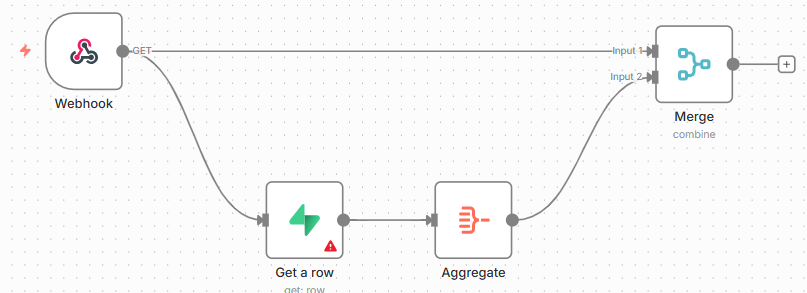 GET
Input 1
Input 2
Webhook
Merge
combine
Get a row
get: row
Aggregate